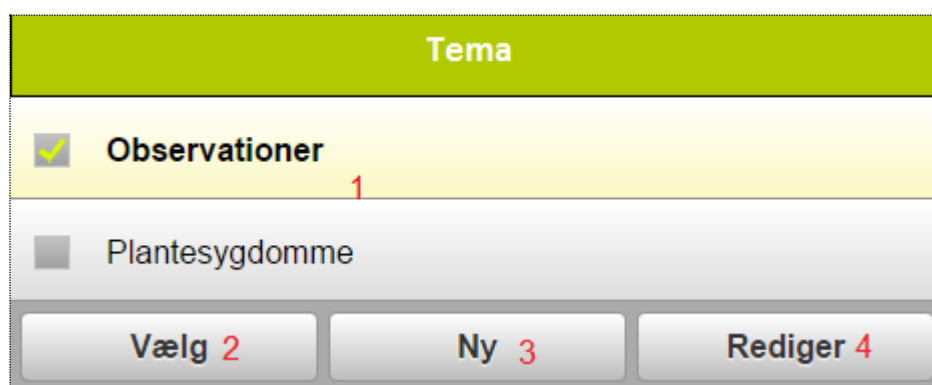 Tema
Observationer
1
Plantesygdomme
Vælg 2 Ny 3 Rediger 4